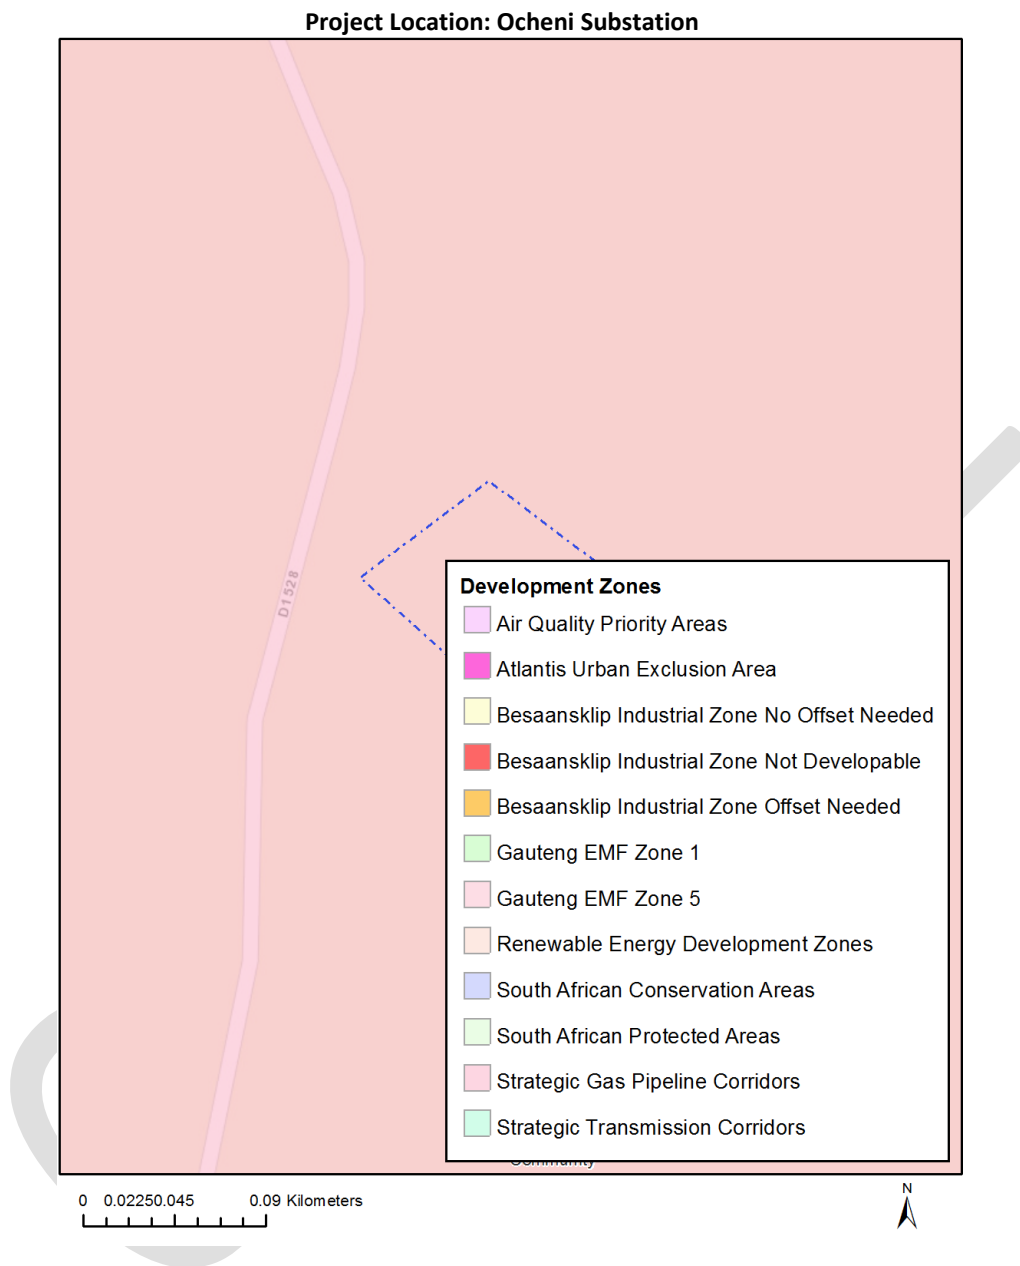 Project Location: Ocheni Substation
D1528
Development Zones
Air Quality Priority Areas
Atlantis Urban Exclusion Area
Besaansklip Industrial Zone No Offset Needed
Besaansklip Industrial Zone Not Developable
Besaansklip Industrial Zone Offset Needed
Gauteng EMF Zone 1
Gauteng EMF Zone 5
Renewable Energy Development Zones
South African Conservation Areas
South African Protected Areas
Strategic Gas Pipeline Corridors
Strategic Transmission Corridors
Community
0 0.02250.045 0.09 Kilometers
N